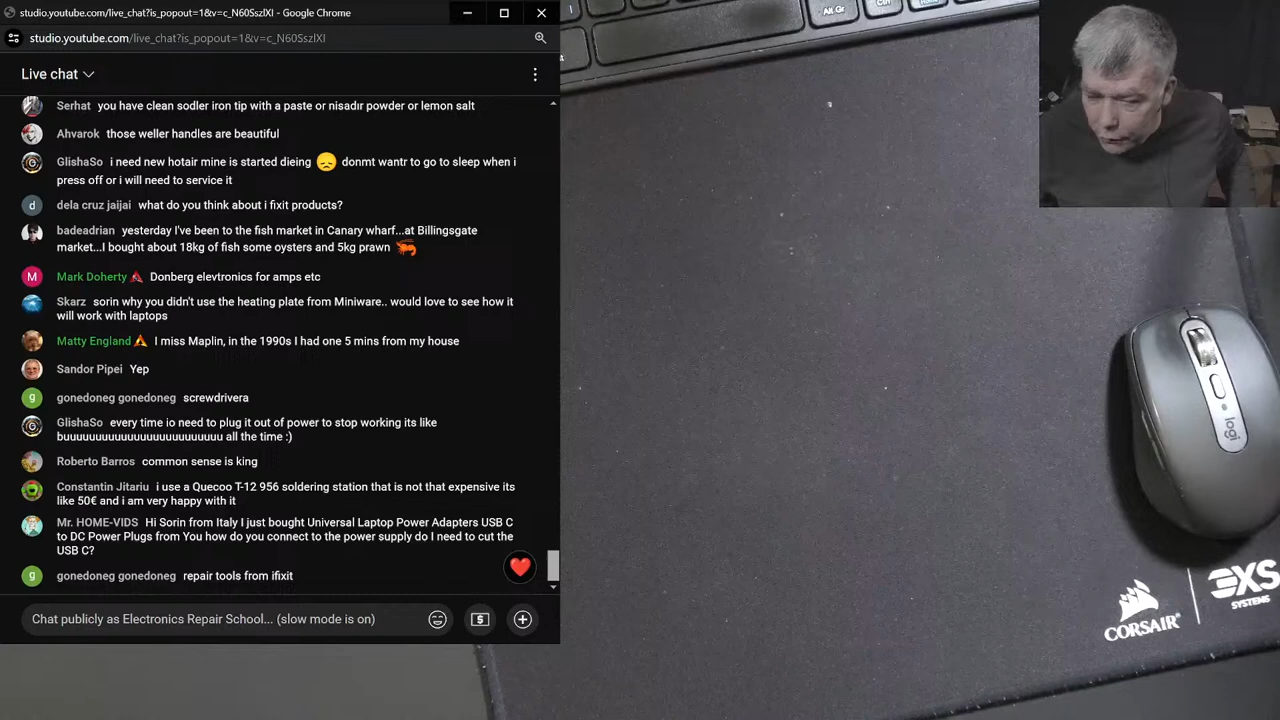 studio.youtube.com/live_chat?is_popout=1&v=c_N60SszIXI - Google Chrome
studio.youtube.com/live_chat?is_popout=1&v=c_N60SszIXI
Live chat
Serhat you have clean sodler iron tip with a paste or nisadır powder or lemon salt
Ahvarok those weller handles are beautiful
GlishaSo i need new hotair mine is started dieing 😞 donmt wantr to go to sleep when i
press off or i will need to service it
d dela cruz jaijai what do you think about i fixit products?
badeadrian yesterday I've been to the fish market in Canary wharf...at Billingsgate
market...I bought about 18kg of fish some oysters and 5kg prawn 🦐
M Mark Doherty Donberg elevtronics for amps etc
Skarz sorin why you didn't use the heating plate from Miniware.. would love to see how it
will work with laptops
Matty England I miss Maplin, in the 1990s I had one 5 mins from my house
Sandor Pipei Yep
g gonedoneg gonedoneg screwdrivera
GlishaSo every time io need to plug it out of power to stop working its like
buuuuuuuuuuuuuuuuuuuuuuuu all the time :)
Roberto Barros common sense is king
Constantin Jitariu i use a Quecoo T-12 956 soldering station that is not that expensive its
like 50€ and i am very happy with it
Mr. HOME-VIDS Hi Sorin from Italy I just bought Universal Laptop Power Adapters USB C
to DC Power Plugs from You how do you connect to the power supply do I need to cut the
USB C?
g gonedoneg gonedoneg repair tools from ifixit
Chat publicly as Electronics Repair School... (slow mode is on)
Alt Gr
Ctrl
logi
CORSAIR
3XS
SYSTEMS